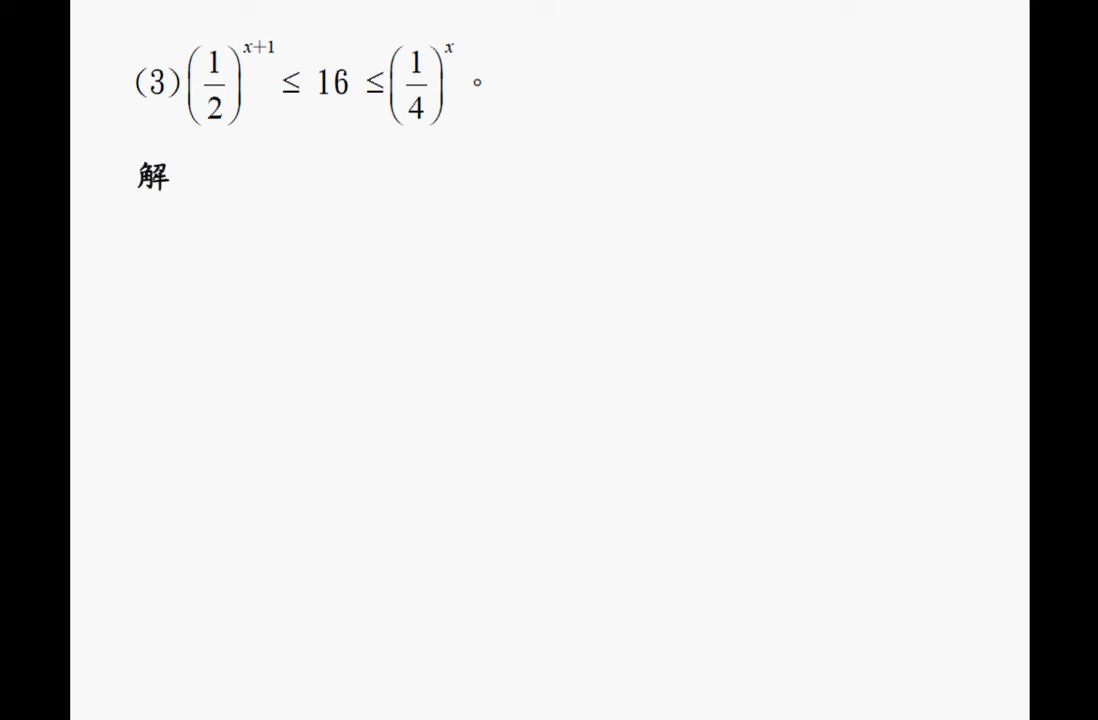 (3) (1/2)^{x+1} ≤ 16 ≤ (1/4)^x 。
解